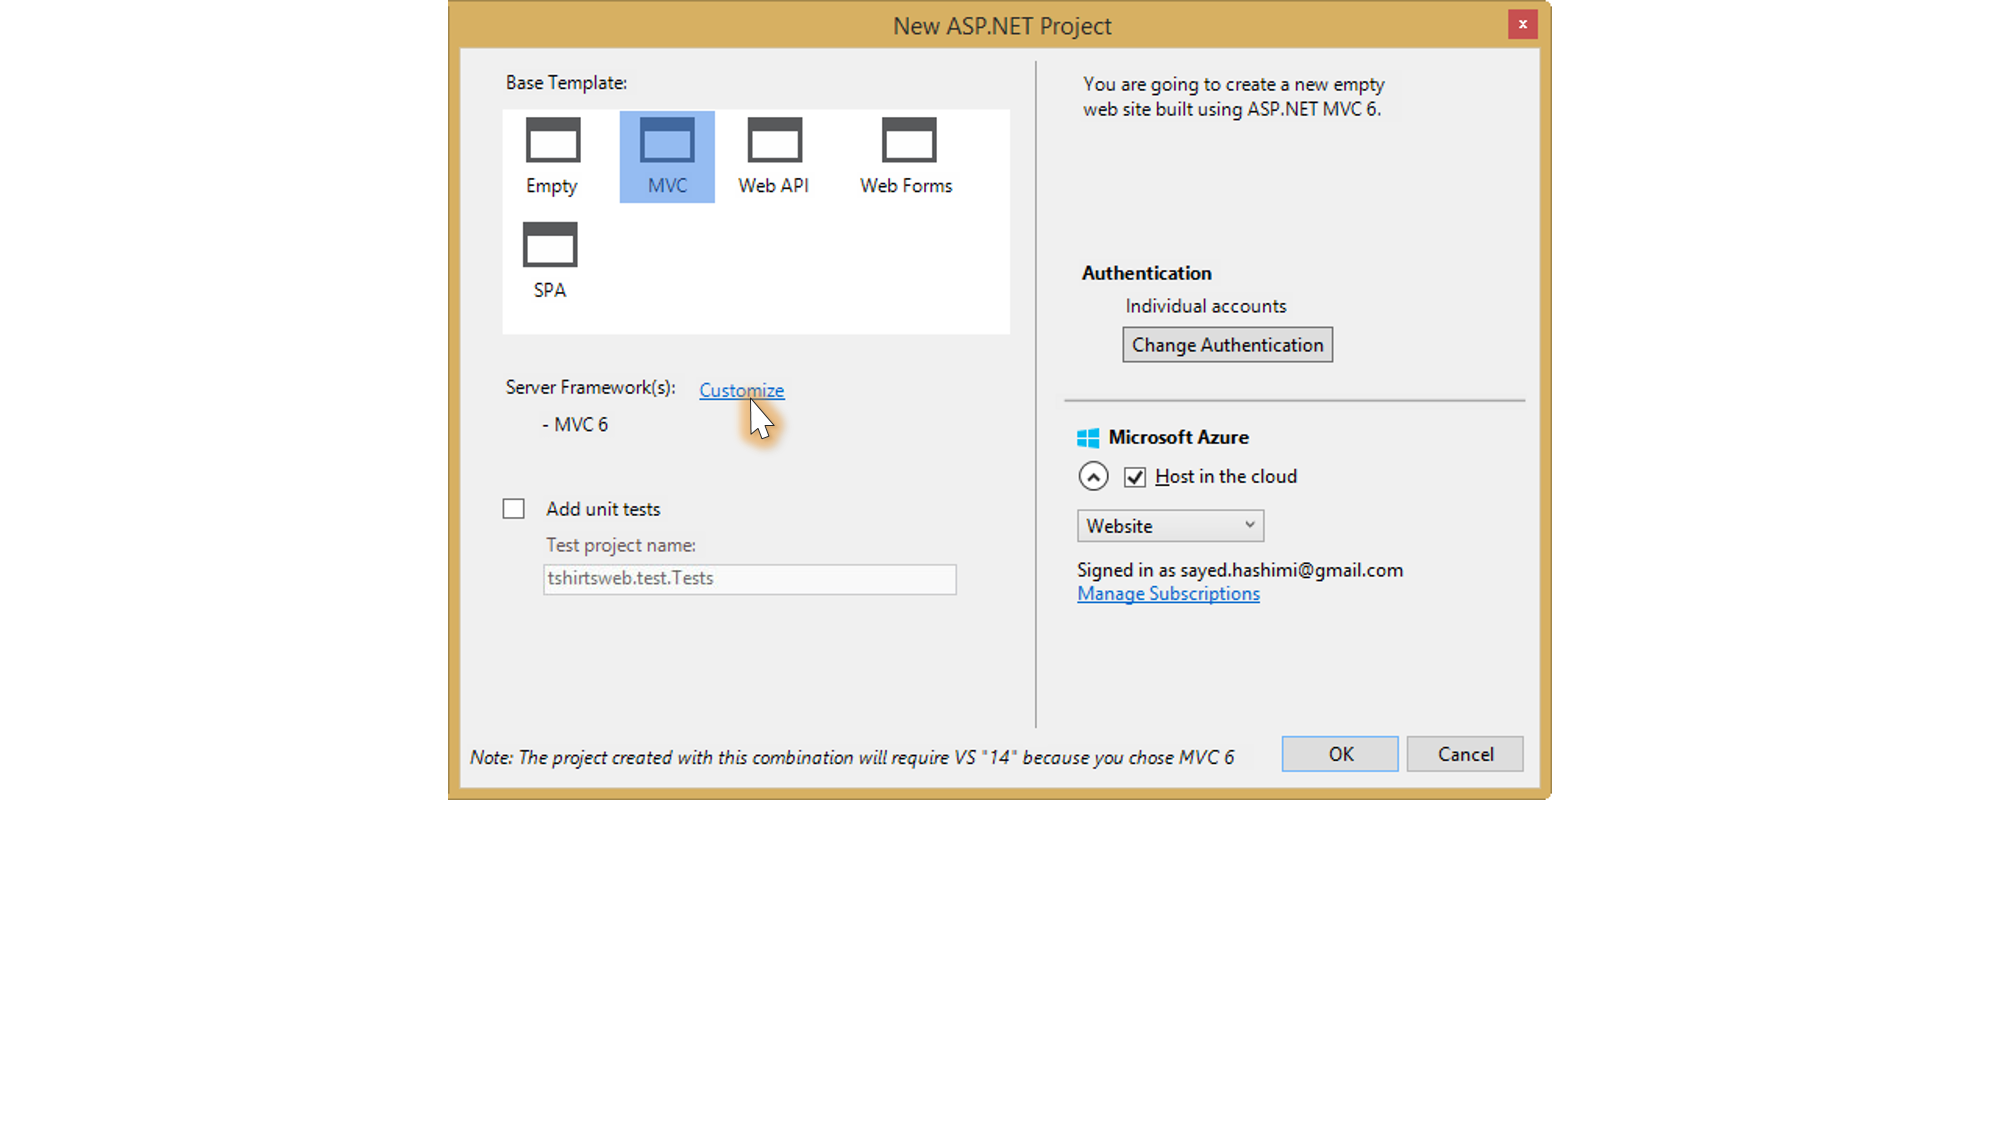 New ASP.NET Project
x
Base Template:
Empty
MVC
Web API
Web Forms
SPA
Server Framework(s): Customize
- MVC 6
Add unit tests
Test project name:
tshirtsweb.test.Tests
You are going to create a new empty
web site built using ASP.NET MVC 6.
Authentication
Individual accounts
Change Authentication
Microsoft Azure
Host in the cloud
Website
Signed in as sayed.hashimi@gmail.com
Manage Subscriptions
Note: The project created with this combination will require VS "14" because you chose MVC 6
OK
Cancel